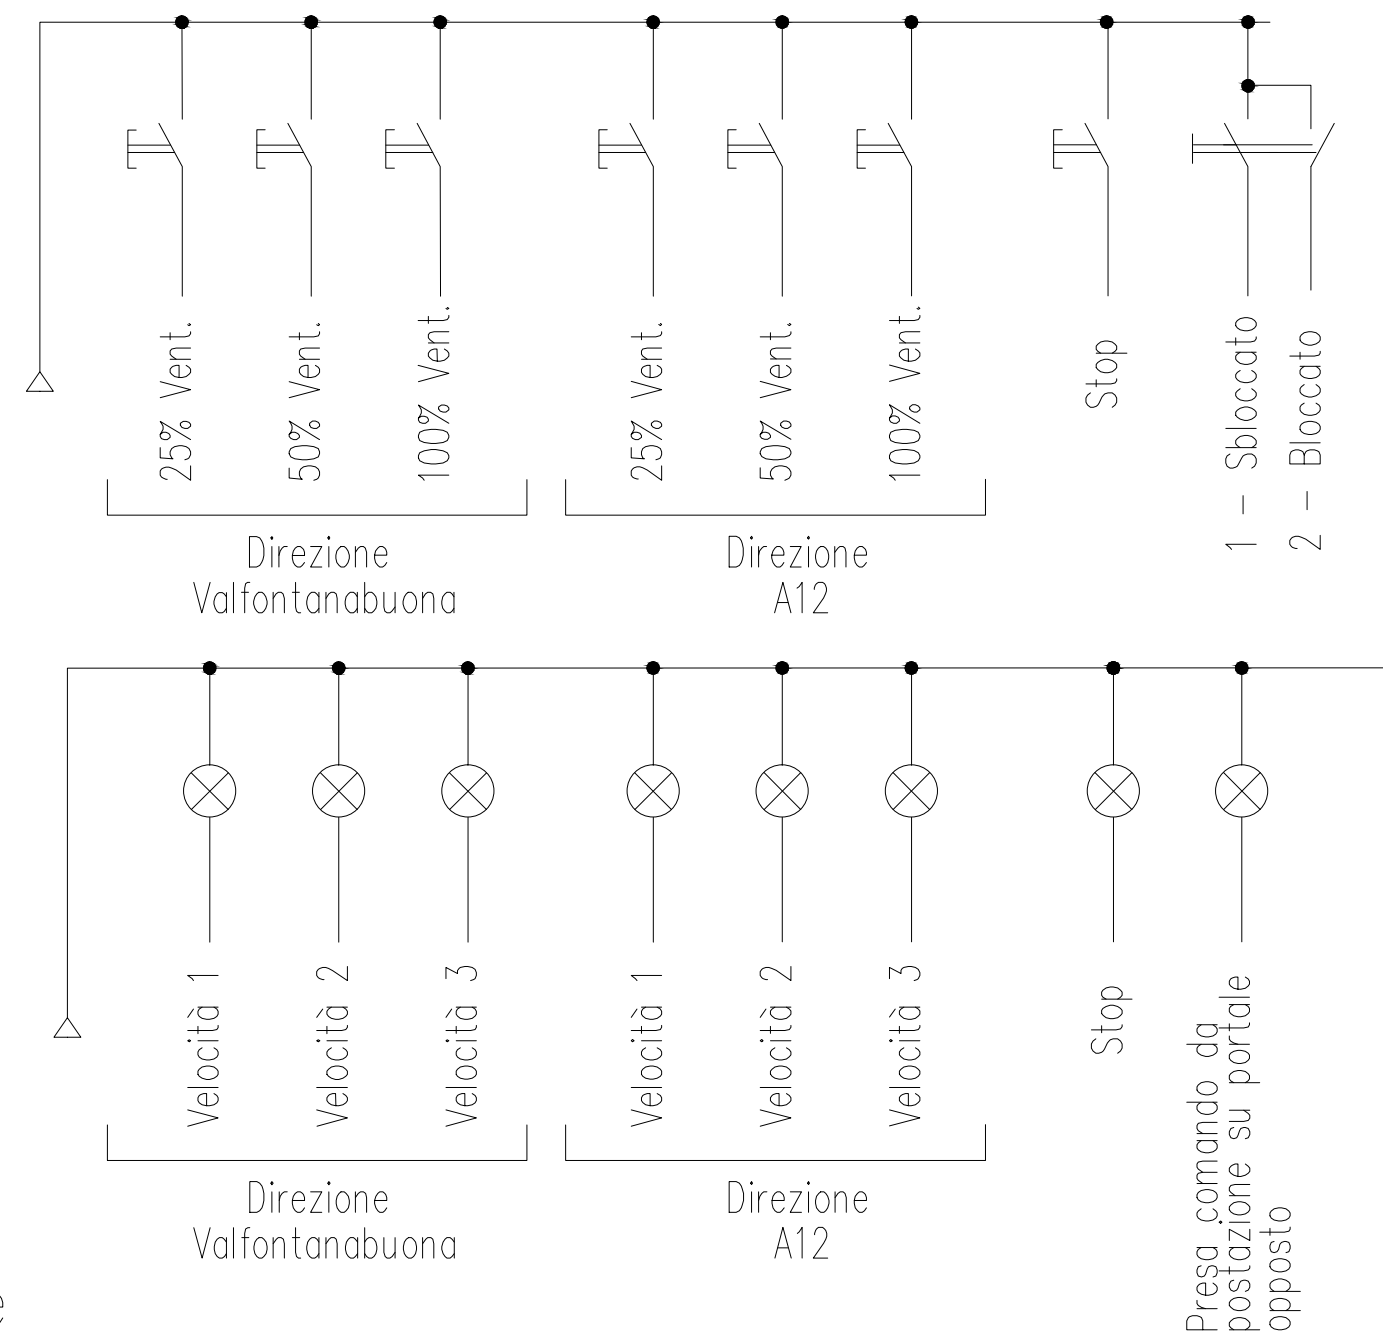 25% Vent.
50% Vent.
100% Vent.
25% Vent.
50% Vent.
100% Vent.
Stop
1 - Sbloccato
2 - Bloccato
Direzione
Valfontanabuona
Direzione
A12
Velocità 1
Velocità 2
Velocità 3
Velocità 1
Velocità 2
Velocità 3
Stop
Presa comando da
postazione su portale
opposto
Direzione
Valfontanabuona
Direzione
A12